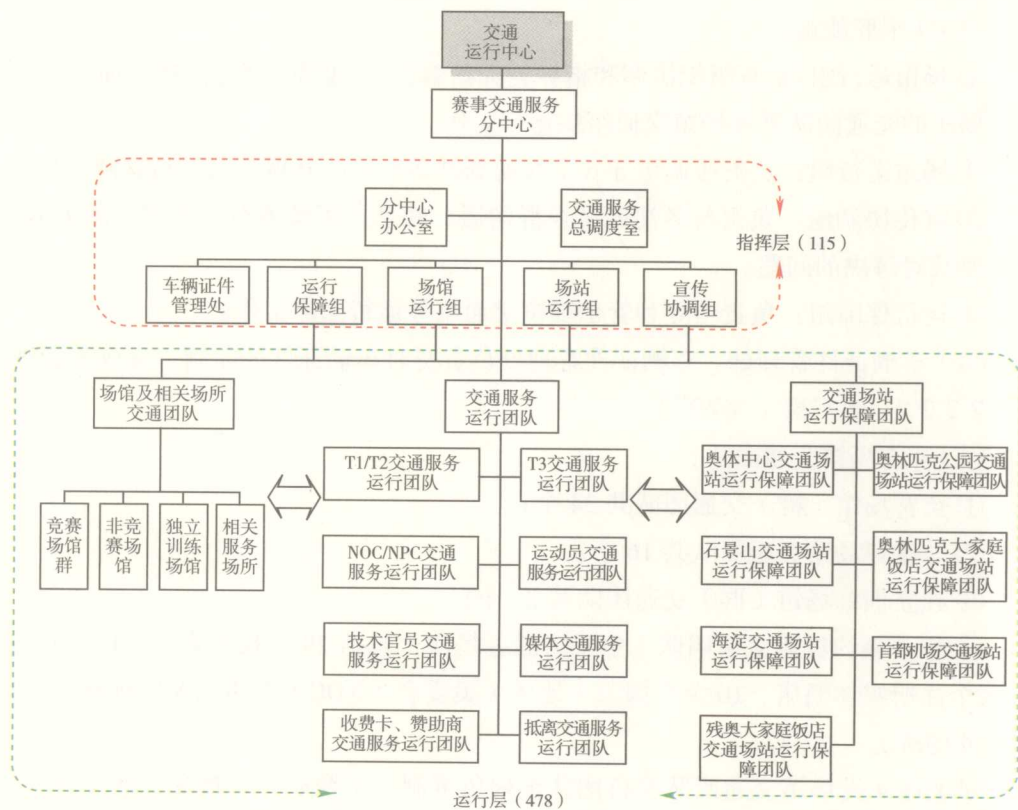 交通
运行中心
赛事交通服务
分中心
分中心
办公室
交通服务
总调度室
指挥层（115）
车辆证件
管理处
运行
保障组
场馆
运行组
场站
运行组
宣传
协调组
场馆及相关场所
交通团队
交通服务
运行团队
交通场站
运行保障团队
竞赛
场馆
群
非竞
赛场
馆
独立
训练
场馆
相关
服务
场所
T1/T2交通服务
运行团队
T3交通服务
运行团队
NOC/NPC交通
服务运行团队
运动员交通
服务运行团队
技术官员交通
服务运行团队
媒体交通服务
运行团队
收费卡、赞助商
交通服务运行团队
抵离交通服务
运行团队
奥体中心交通场
站运行保障团队
奥林匹克公园交通
场站运行保障团队
石景山交通场站
运行保障团队
奥林匹克大家庭
饭店交通场站
运行保障团队
海淀交通场站
运行保障团队
首都机场交通场站
运行保障团队
残奥大家庭饭店
交通场站运行保
障团队
运行层（478）